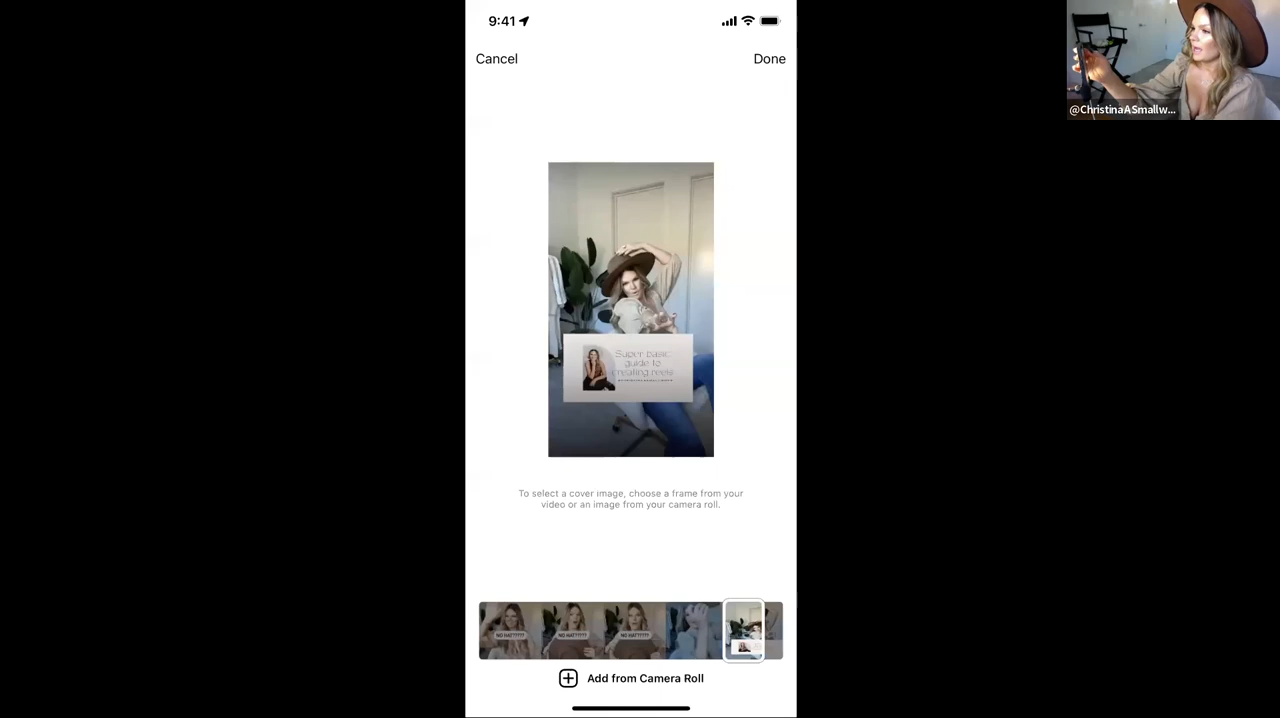 9:41
Cancel
Done
@ChristinaASmallw...
Super basic
guide to
creating reels
To select a cover image, choose a frame from your
video or an image from your camera roll.
NO HAT?????
NO HAT?????
NO HAT?????
Add from Camera Roll